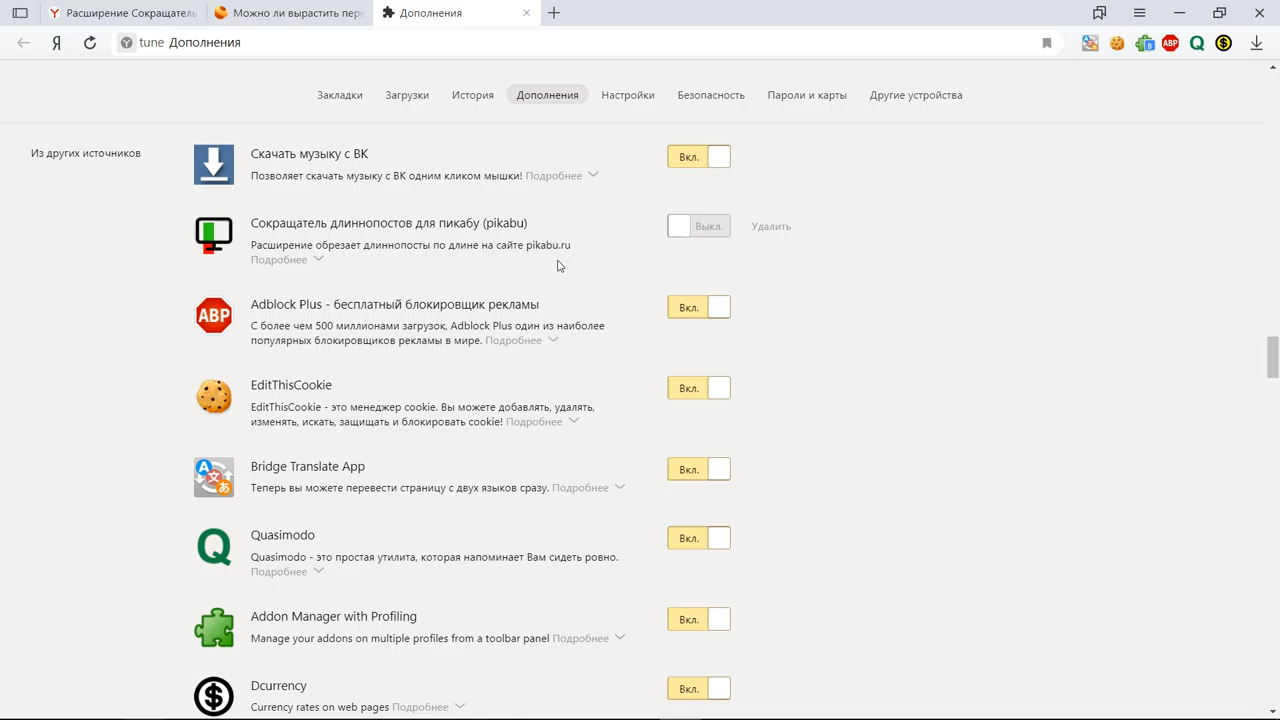 Расширение Сокращатель
Можно ли вырастить пере
Дополнения
Я
tune Дополнения
8
ABP
Q
$
Закладки
Загрузки
История
Дополнения
Настройки
Безопасность
Пароли и карты
Другие устройства
Из других источников
Скачать музыку с ВК
Вкл.
Позволяет скачать музыку с ВК одним кликом мышки! Подробнее
Сокращатель длиннопостов для пикабу (pikabu)
Выкл.
Удалить
Расширение обрезает длиннопосты по длине на сайте pikabu.ru
Подробнее
ABP
Adblock Plus - бесплатный блокировщик рекламы
Вкл.
С более чем 500 миллионами загрузок, Adblock Plus один из наиболее
популярных блокировщиков рекламы в мире. Подробнее
EditThisCookie
Вкл.
EditThisCookie - это менеджер cookie. Вы можете добавлять, удалять,
изменять, искать, защищать и блокировать cookie! Подробнее
A
文
あ
Bridge Translate App
Вкл.
Теперь вы можете перевести страницу с двух языков сразу. Подробнее
Q
Quasimodo
Вкл.
Quasimodo - это простая утилита, которая напоминает Вам сидеть ровно.
Подробнее
Addon Manager with Profiling
Вкл.
Manage your addons on multiple profiles from a toolbar panel Подробнее
$
Dcurrency
Вкл.
Currency rates on web pages Подробнее